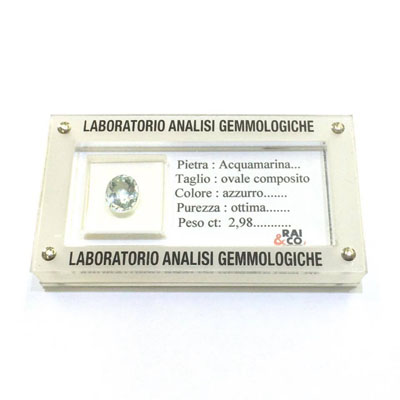 LABORATORIO ANALISI GEMMOLOGICHE
Pietra : Acquamarina...
Taglio : ovale composito
Colore : azzurro.......
Purezza : ottima.......
Peso ct: 2,98...........
RAI
&CO.
LABORATORIO ANALISI GEMMOLOGICHE